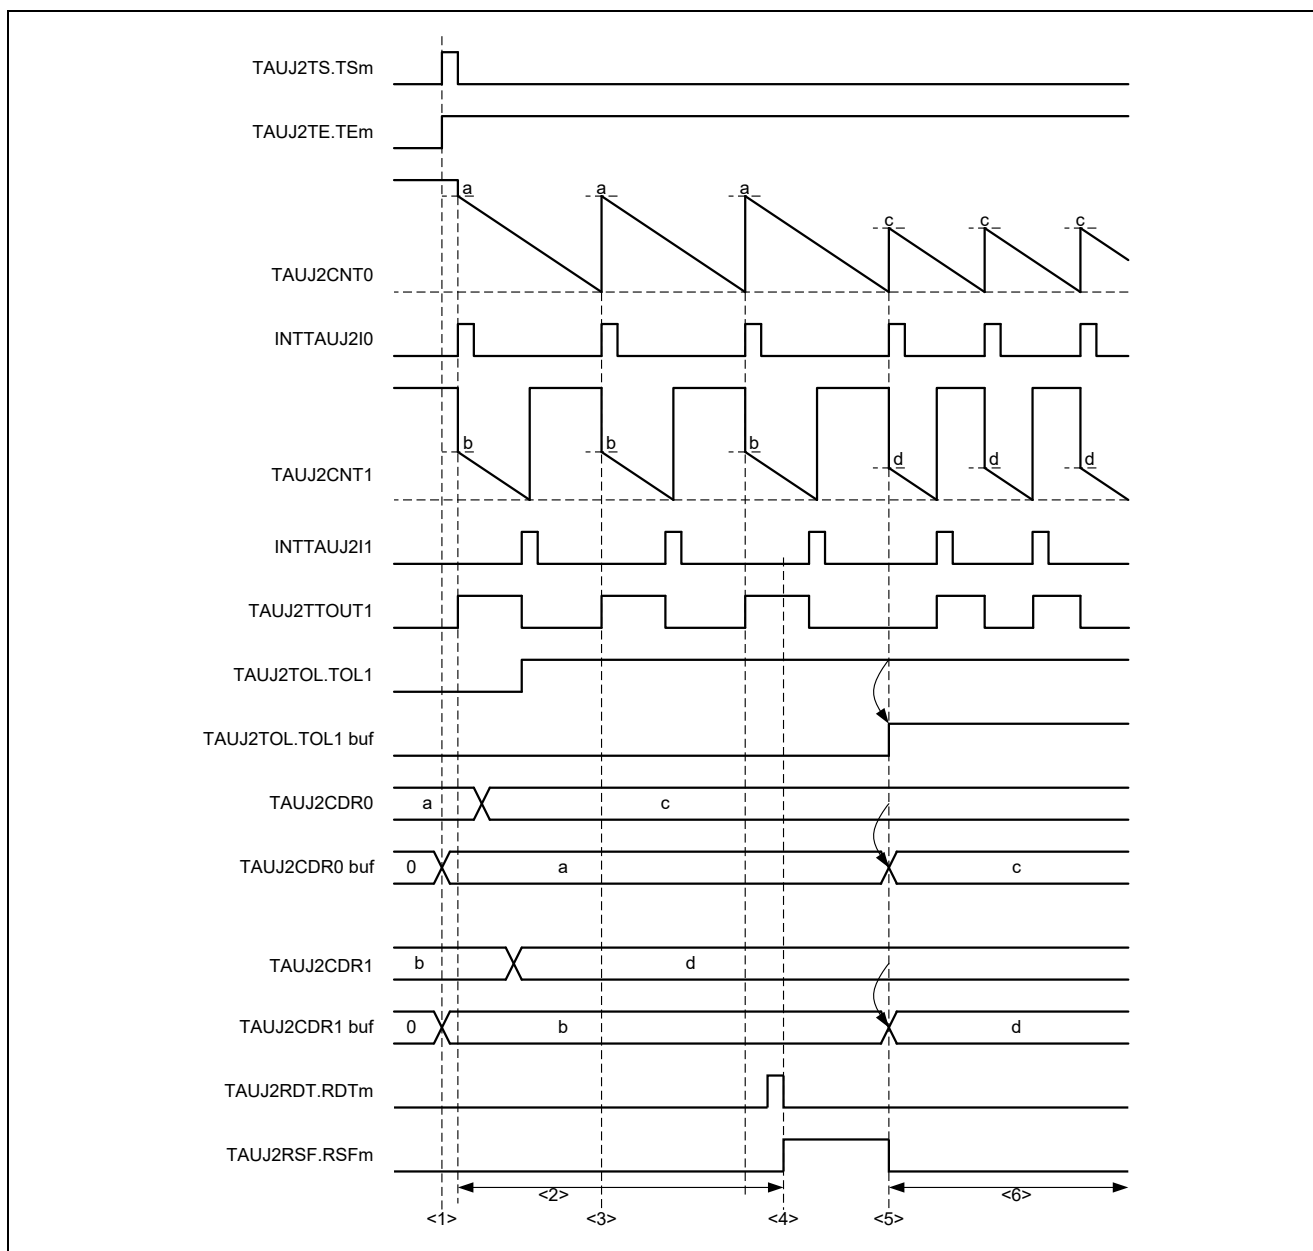 TAUJ2TS.TSm
TAUJ2TE.TEm
a a a
c c c
TAUJ2CNT0
INTTAUJ2I0
b b b
d d d
TAUJ2CNT1
INTTAUJ2I1
TAUJ2TTOUT1
TAUJ2TOL.TOL1
TAUJ2TOL.TOL1 buf
TAUJ2CDR0 a c
TAUJ2CDR0 buf 0 a c
TAUJ2CDR1 b d
TAUJ2CDR1 buf 0 b d
TAUJ2RDT.RDTm
TAUJ2RSF.RSFm
<2> <6>
<1> <3> <4> <5>